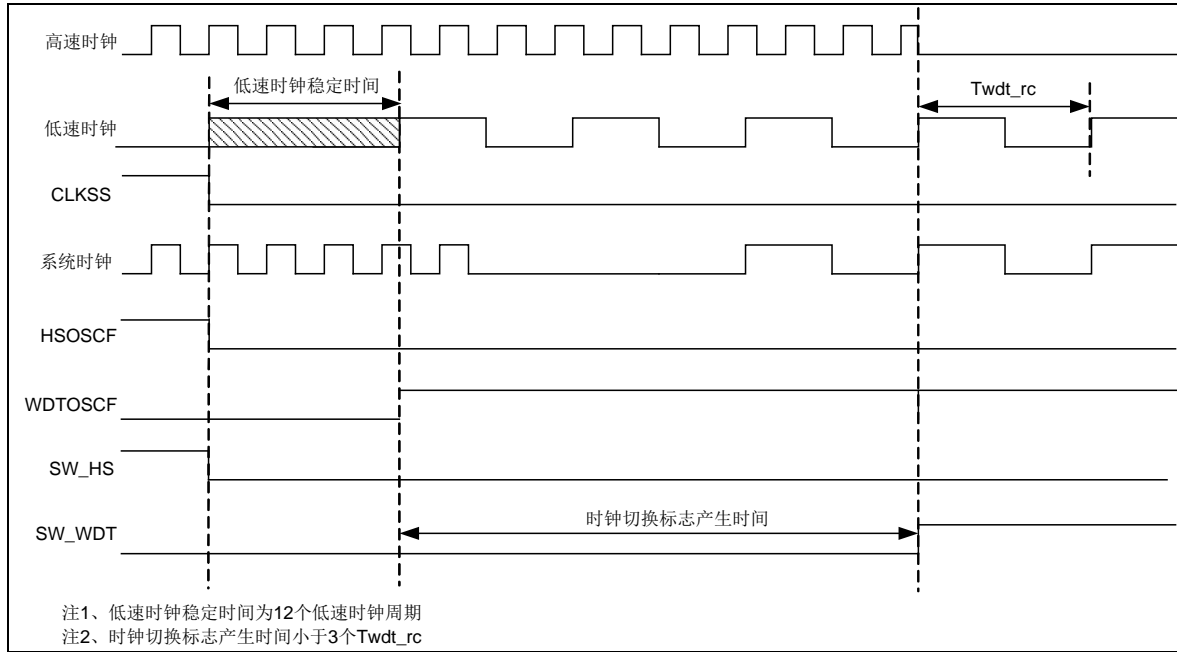 高速时钟
低速时钟稳定时间
Twdt_rc
低速时钟
CLKSS
系统时钟
HSOSCF
WDTOSCF
SW_HS
时钟切换标志产生时间
SW_WDT
注1、低速时钟稳定时间为12个低速时钟周期
注2、时钟切换标志产生时间小于3个Twdt_rc